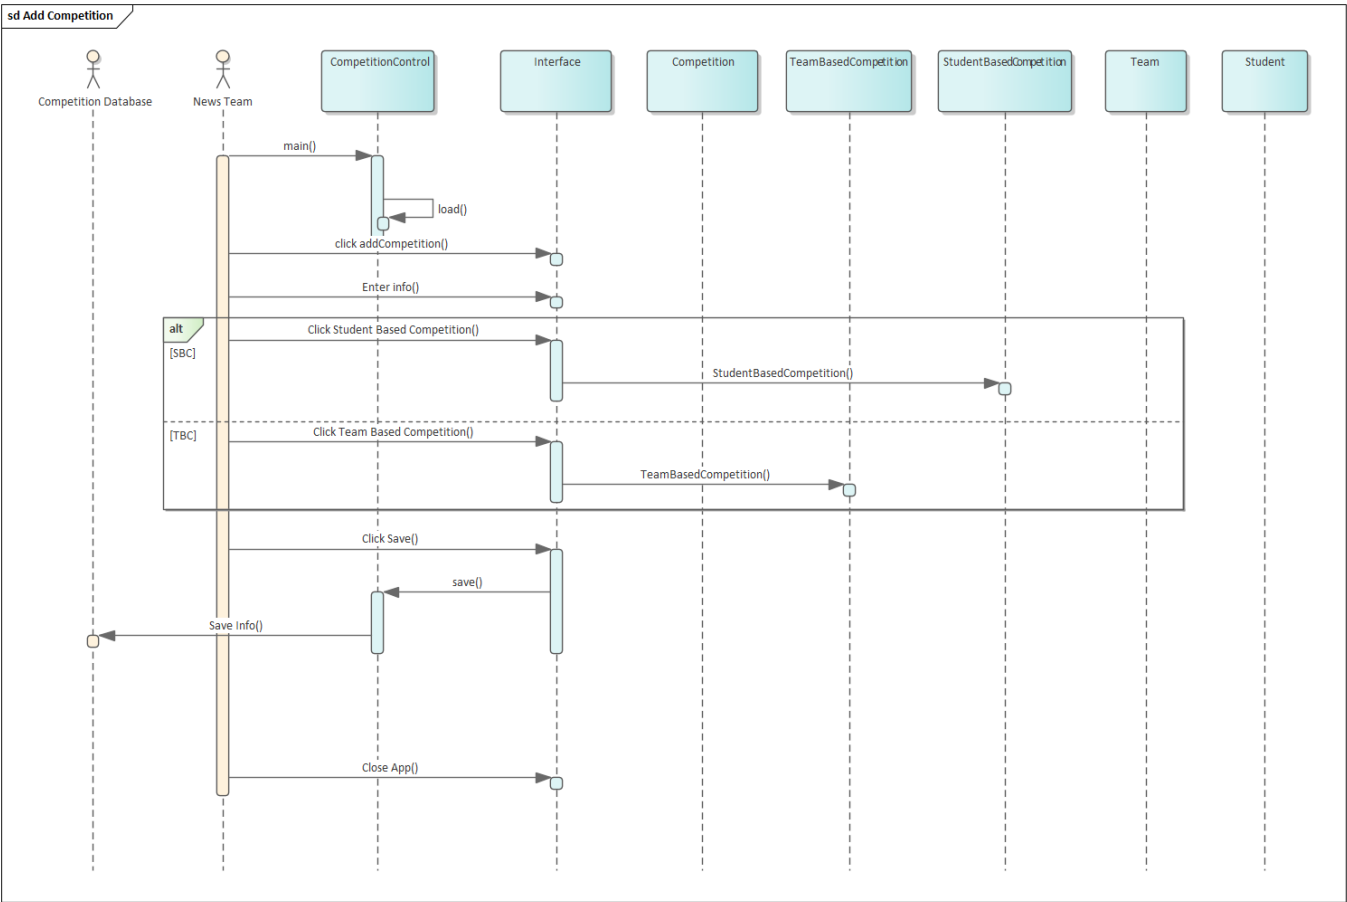 sd Add Competition
Competition Database
News Team
CompetitionControl
Interface
Competition
TeamBasedCompetition
StudentBasedCompetition
Team
Student
main()
load()
click addCompetition()
Enter info()
alt
Click Student Based Competition()
[SBC]
StudentBasedCompetition()
[TBC]
Click Team Based Competition()
TeamBasedCompetition()
Click Save()
save()
Save Info()
Close App()